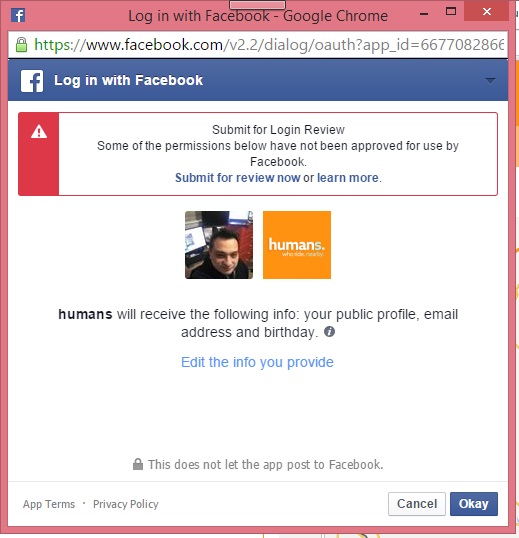 Log in with Facebook - Google Chrome
https://www.facebook.com/v2.2/dialog/oauth?app_id=6677082866
Log in with Facebook
Submit for Login Review
Some of the permissions below have not been approved for use by
Facebook.
Submit for review now or learn more.
humans.
who ride. nearby.
humans will receive the following info: your public profile, email
address and birthday.
Edit the info you provide
This does not let the app post to Facebook.
App Terms · Privacy Policy
Cancel
Okay